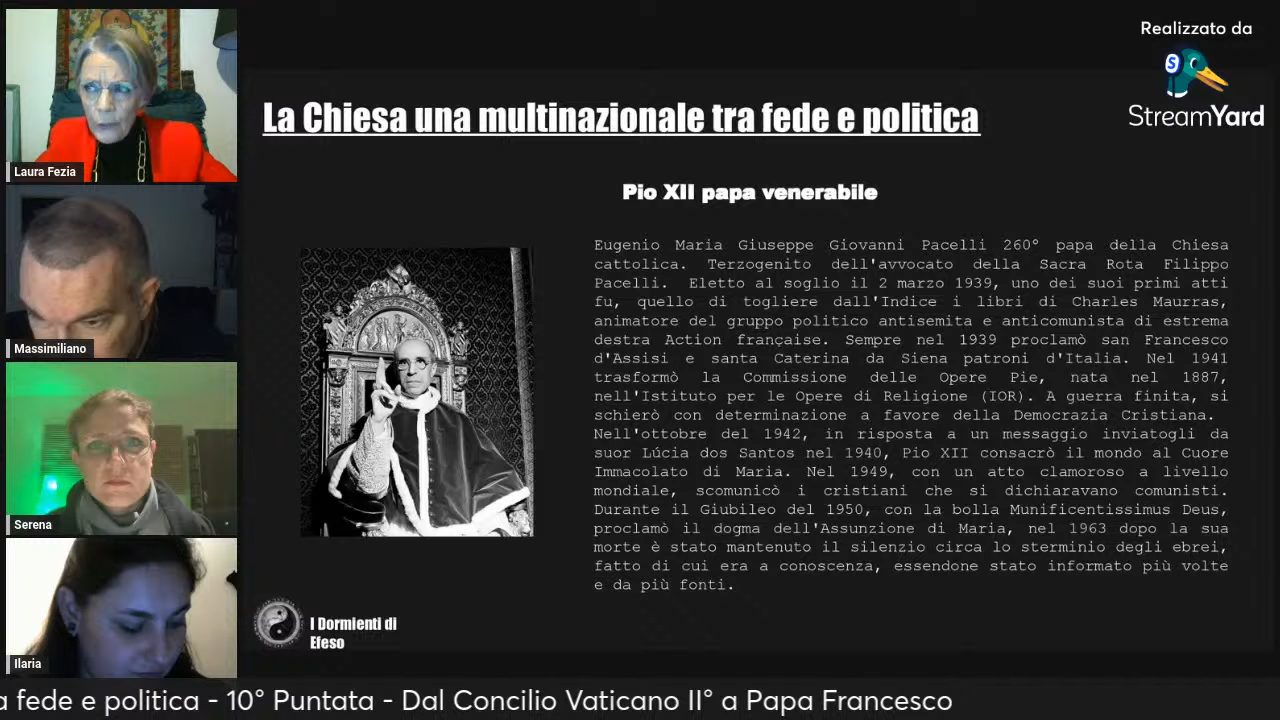 Realizzato da
StreamYard
La Chiesa una multinazionale tra fede e politica
Pio XII papa venerabile
Eugenio Maria Giuseppe Giovanni Pacelli 260° papa della Chiesa
cattolica. Terzogenito dell'avvocato della Sacra Rota Filippo
Pacelli. Eletto al soglio il 2 marzo 1939, uno dei suoi primi atti
fu, quello di togliere dall'Indice i libri di Charles Maurras,
animatore del gruppo politico antisemita e anticomunista di estrema
destra Action française. Sempre nel 1939 proclamò san Francesco
d'Assisi e santa Caterina da Siena patroni d'Italia. Nel 1941
trasformò la Commissione delle Opere Pie, nata nel 1887,
nell'Istituto per le Opere di Religione (IOR). A guerra finita, si
schierò con determinazione a favore della Democrazia Cristiana.
Nell'ottobre del 1942, in risposta a un messaggio inviatogli da
suor Lúcia dos Santos nel 1940, Pio XII consacrò il mondo al Cuore
Immacolato di Maria. Nel 1949, con un atto clamoroso a livello
mondiale, scomunicò i cristiani che si dichiaravano comunisti.
Durante il Giubileo del 1950, con la bolla Munificentissimus Deus,
proclamò il dogma dell'Assunzione di Maria, nel 1963 dopo la sua
morte è stato mantenuto il silenzio circa lo sterminio degli ebrei,
fatto di cui era a conoscenza, essendone stato informato più volte
e da più fonti.
I Dormienti di
Efeso
Laura Fezia
Massimiliano
Serena
Ilaria
a fede e politica - 10° Puntata - Dal Concilio Vaticano II° a Papa Francesco